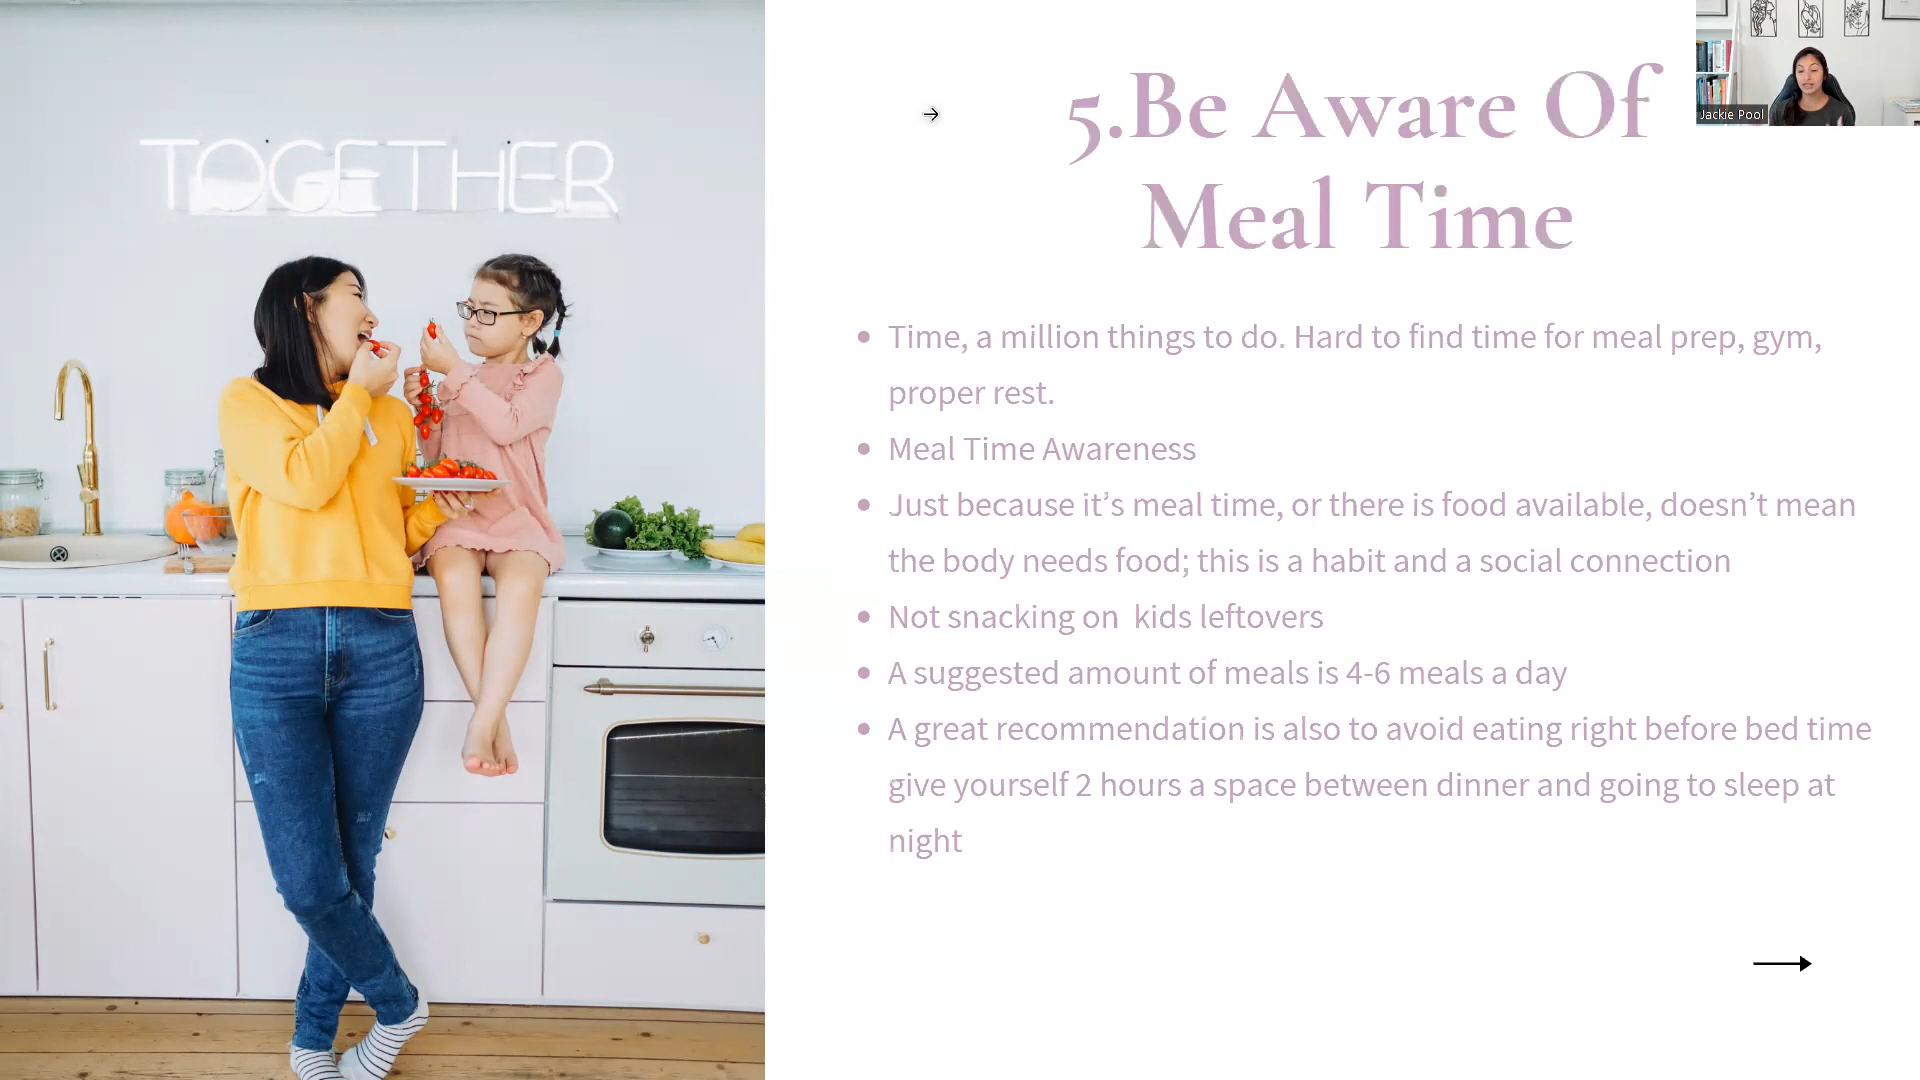 TOGETHER
5.Be Aware Of
Meal Time
Jackie Pool
• Time, a million things to do. Hard to find time for meal prep, gym,
proper rest.
• Meal Time Awareness
• Just because it’s meal time, or there is food available, doesn’t mean
the body needs food; this is a habit and a social connection
• Not snacking on  kids leftovers
• A suggested amount of meals is 4-6 meals a day
• A great recommendation is also to avoid eating right before bed time
give yourself 2 hours a space between dinner and going to sleep at
night